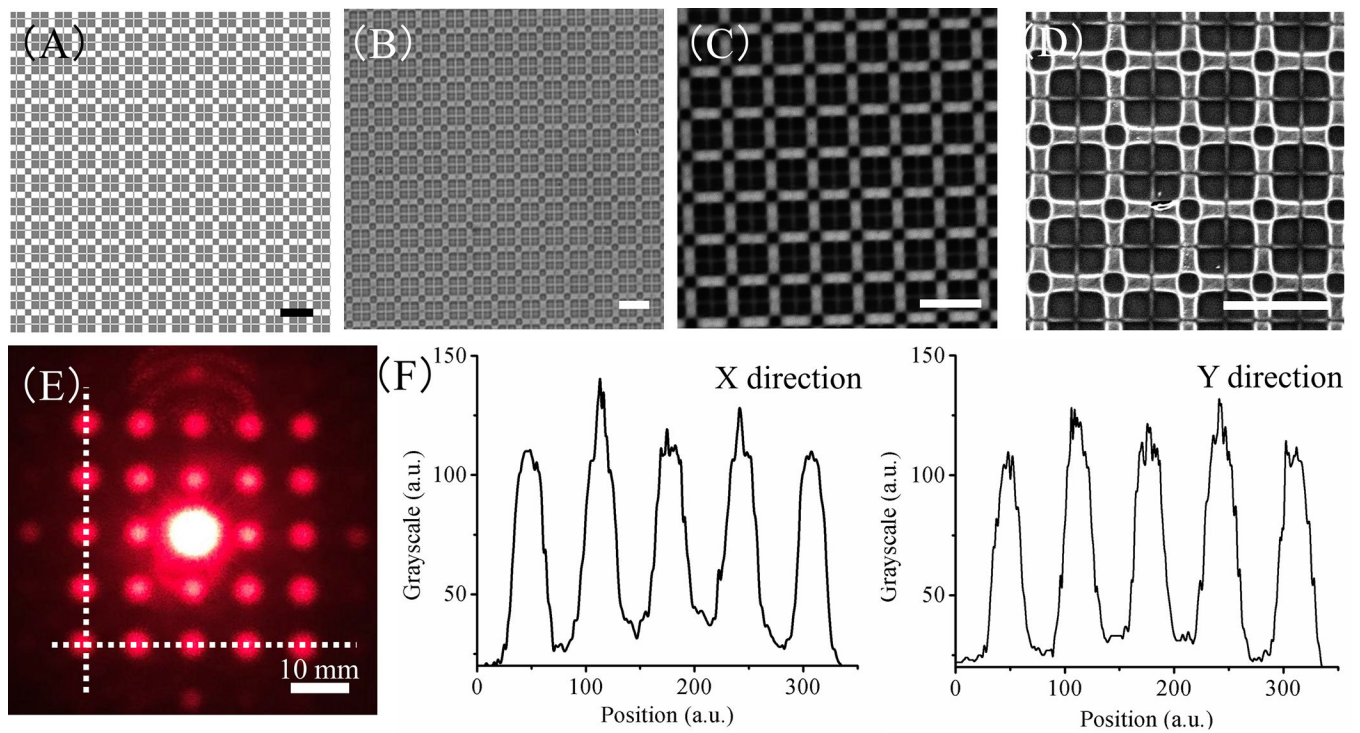 (A)
(B)
(C)
(D)
(E)
10 mm
(F)
X direction
150
100
50
0
100
200
300
Grayscale (a.u.)
Position (a.u.)
Y direction
150
100
50
0
100
200
300
Grayscale (a.u.)
Position (a.u.)